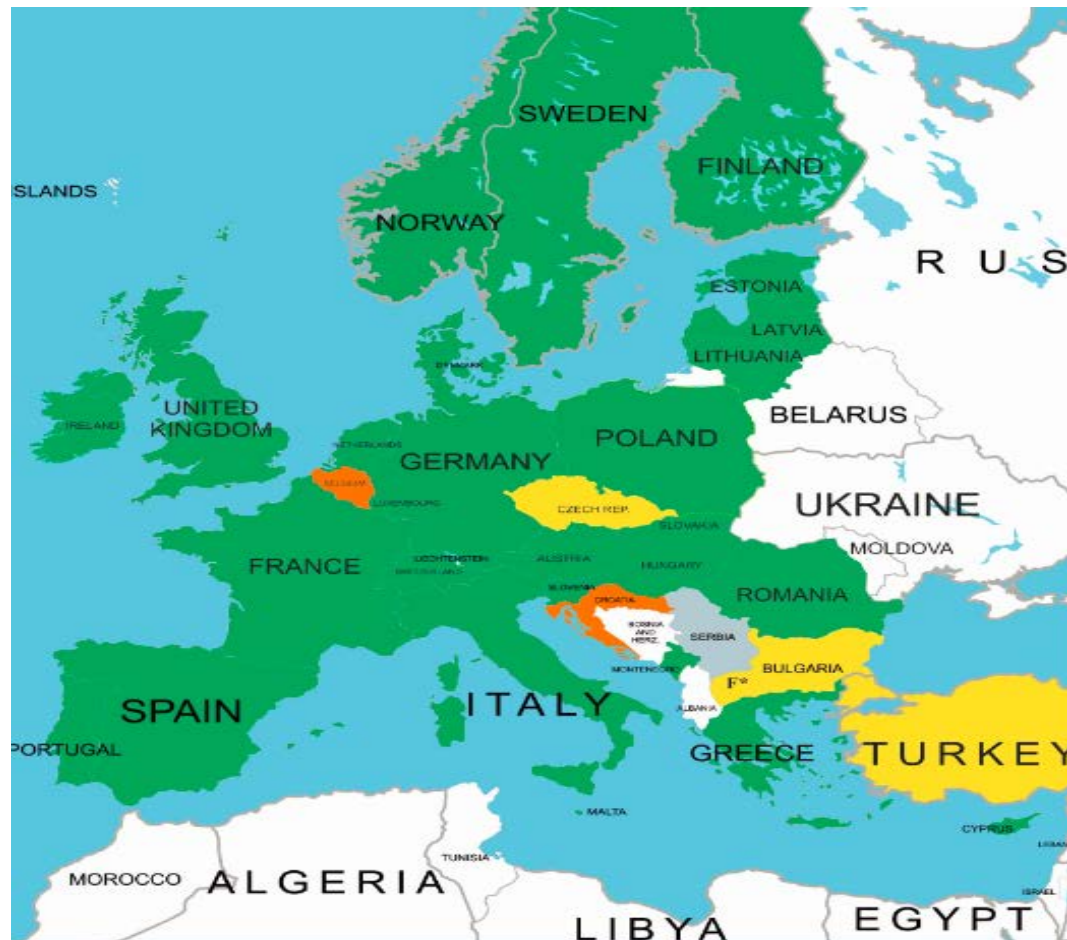 SWEDEN
FINLAND
SLANDS
NORWAY
R U S
ESTONIA
LATVIA
LITHUANIA
DENMARK
UNITED
KINGDOM
IRELAND
BELARUS
POLAND
NETHERLANDS
GERMANY
BELGIUM
LUXEMBOURG
CZECH REP.
UKRAINE
SLOVAKIA
MOLDOVA
FRANCE
LIECHTENSTEIN
SWITZERLAND
AUSTRIA
HUNGARY
SLOVENIA
ROMANIA
CROATIA
BOSNIA
AND
HERZ.
SERBIA
MONTENEGRO
BULGARIA
F*
ALBANIA
SPAIN
ITALY
PORTUGAL
GREECE
TURKEY
MALTA
CYPRUS
LEBAN
TUNISIA
MOROCCO
ALGERIA
ISRAEL
LIBYA
EGYPT